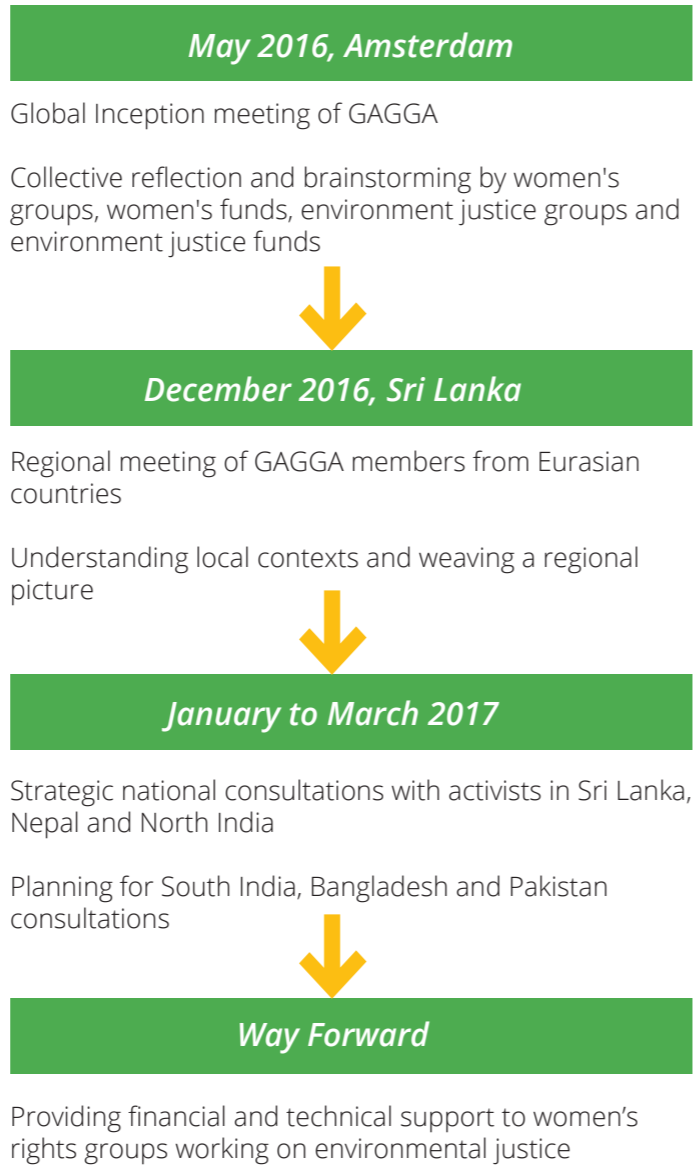 May 2016, Amsterdam
Global Inception meeting of GAGGA
Collective reflection and brainstorming by women's
groups, women's funds, environment justice groups and
environment justice funds
December 2016, Sri Lanka
Regional meeting of GAGGA members from Eurasian
countries
Understanding local contexts and weaving a regional
picture
January to March 2017
Strategic national consultations with activists in Sri Lanka,
Nepal and North India
Planning for South India, Bangladesh and Pakistan
consultations
Way Forward
Providing financial and technical support to women’s
rights groups working on environmental justice